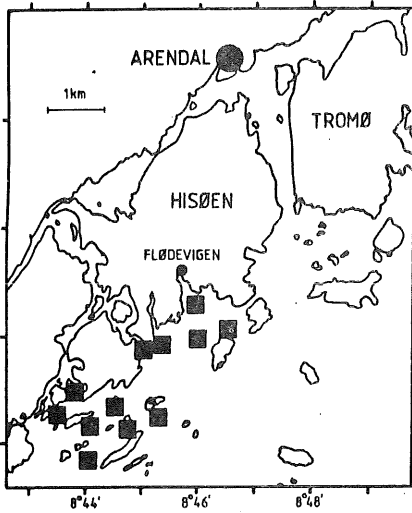 ARENDAL
1km
TROMØ
HISØEN
FLØDEVIGEN
8°44' 8°46' 8°48'